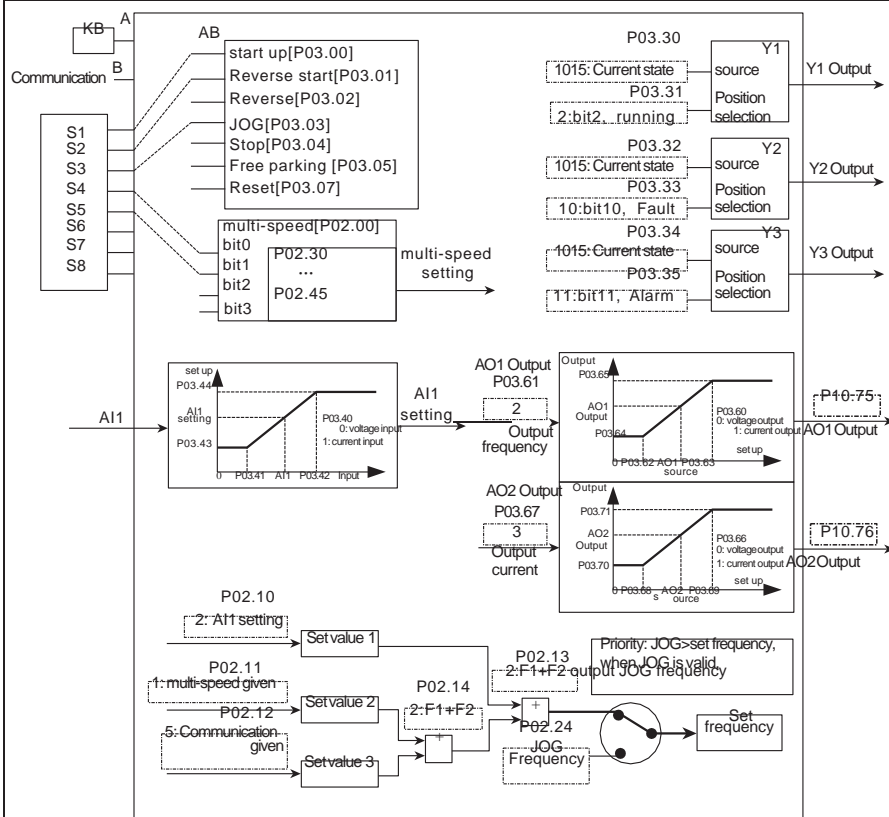 A
KB
B
Communication
S1
S2
S3
S4
S5
S6
S7
S8
AB
start up[P03.00]
Reverse start[P03.01]
Reverse[P03.02]
JOG[P03.03]
Stop[P03.04]
Free parking [P03.05]
Reset[P03.07]
multi-speed[P02.00]
bit0
bit1
bit2
bit3
P02.30
...
P02.45
multi-speed
setting
P03.30
1015: Current state
P03.31
2:bit2, running
Y1
source
Position
selection
Y1 Output
P03.32
1015: Current state
P03.33
10:bit10, Fault
Y2
source
Position
selection
Y2 Output
P03.34
1015: Current state
P03.35
11:bit11, Alarm
Y3
source
Position
selection
Y3 Output
AI1
set up
P03.44
AI1
setting
P03.43
P03.40
0: voltage input
1: current input
0 P03.41 AI1 P03.42 Input
AI1
setting
AO1 Output
P03.61
2
Output
frequency
Output
P03.65
AO1
Output
P03.64
P03.60
0: voltage output
1: current output
set up
0 P03.62 AO1 P03.63
source
P10.75
AO1 Output
AO2 Output
P03.67
3
Output
current
Output
P03.71
AO2
Output
P03.70
P03.66
0: voltage output
1: current output
set up
0 P03.68 AO2 P03.69
s ource
P10.76
AO2 Output
P02.10
2: AI1 setting
Set value 1
P02.11
1: multi-speed given
Set value 2
P02.12
5: Communication
given
Set value 3
P02.14
2:F1+F2
+
P02.13
2:F1+F2 output JOG frequency
+
P02.24
JOG
Frequency
Priority: JOG>set frequency,
when JOG is valid,
Set
frequency